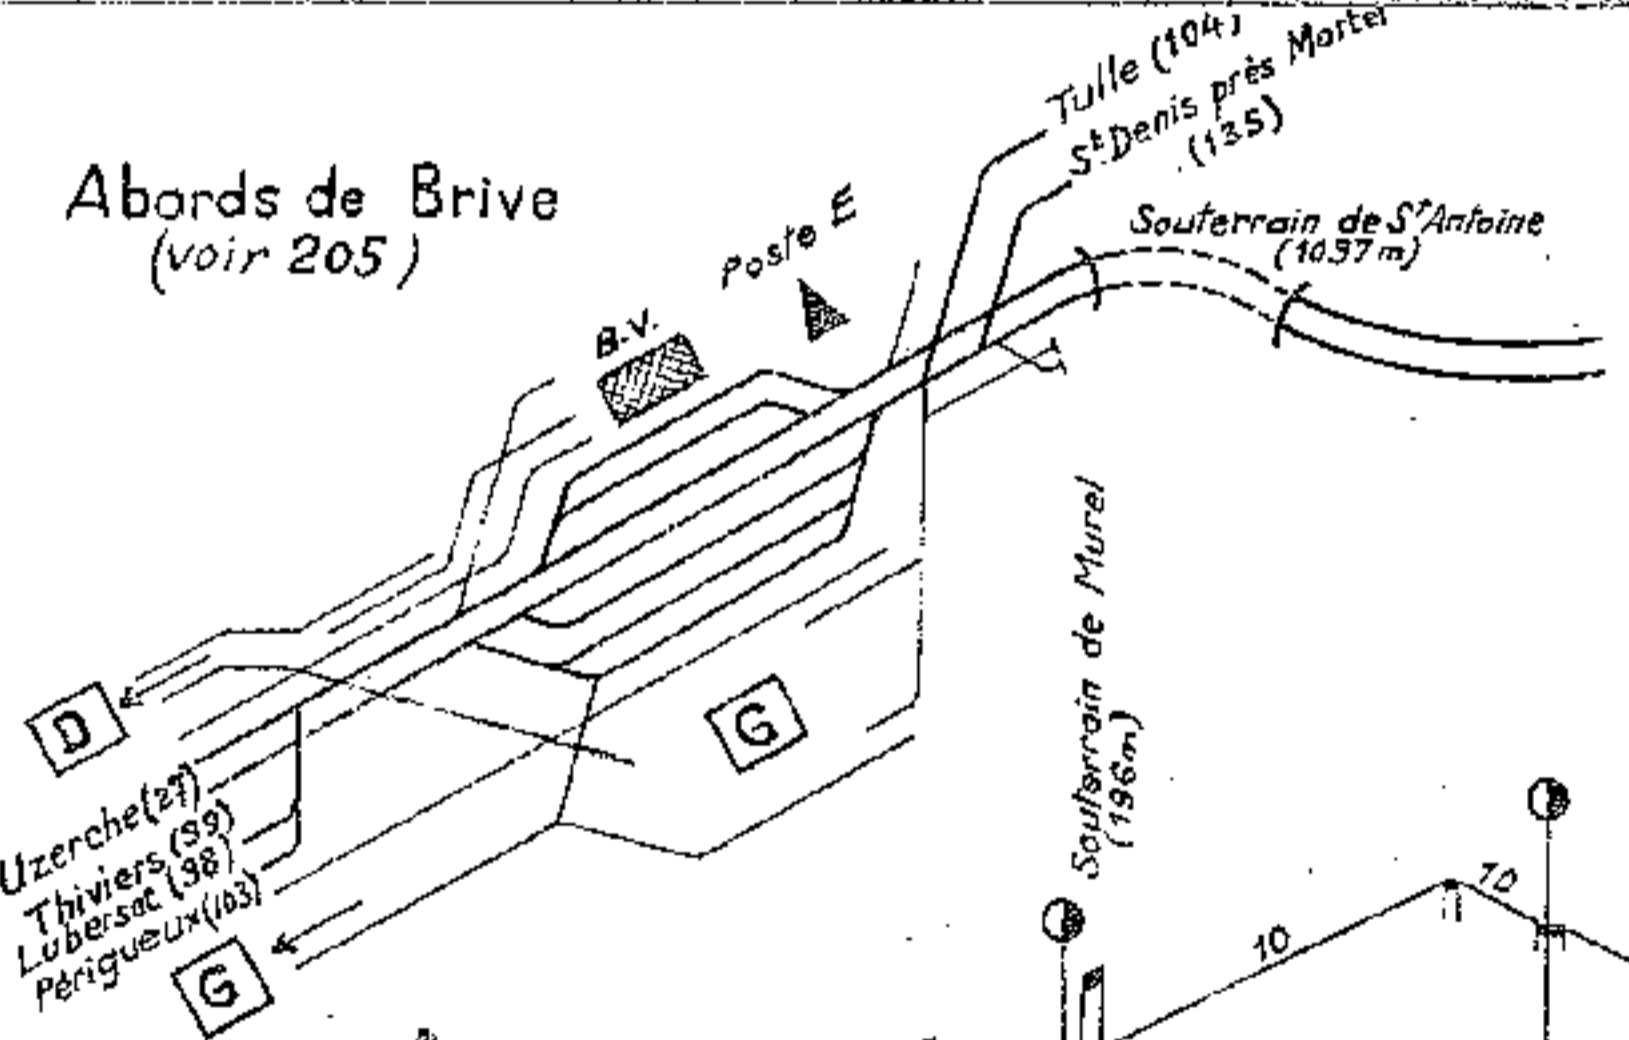 Tulle (104)
St Denis près Martel
(135)
Abords de Brive
(voir 205)
Poste E
Souterrain de St Antoine
(1037m)
B.V.
Souterrain de Murel
(196m)
D
G
Uzerche (27)
Thiviers (99)
Lubersac (98)
Périgueux (103)
G
10
10